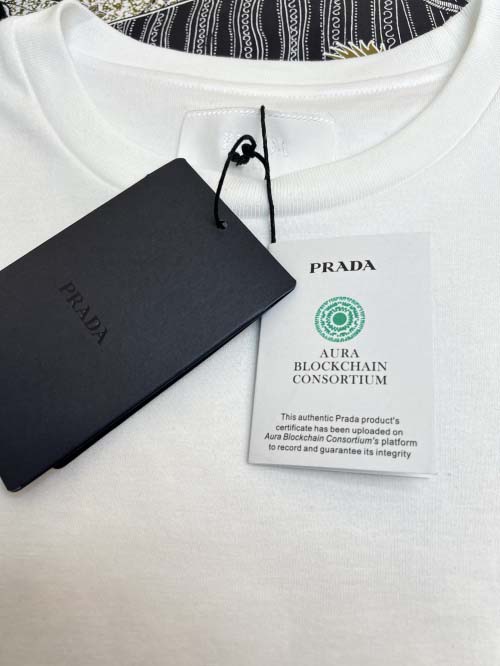 PRADA
PRADA
AURA
BLOCKCHAIN
CONSORTIUM
This authentic Prada product's
certificate has been uploaded on
Aura Blockchain Consortium's platform
to record and guarantee its integrity